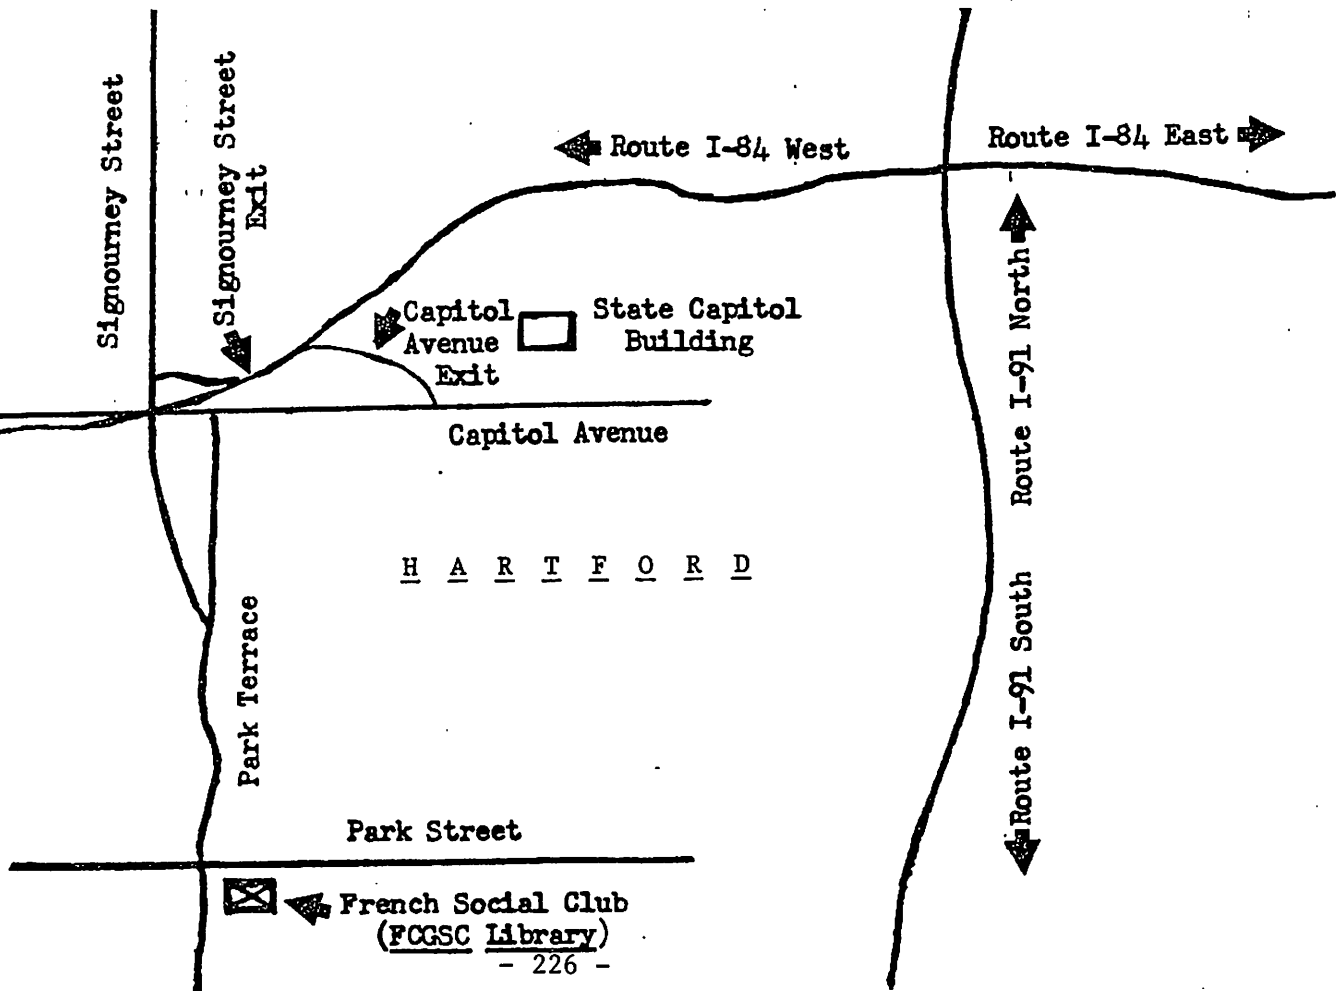 Signourney Street
Signourney Street
Exit
Route I-84 West
Route I-84 East
Capitol
Avenue
Exit
State Capitol
Building
Route I-91 North
Capitol Avenue
H A R T F O R D
Route I-91 South
Park Terrace
Park Street
French Social Club
(FCGSC Library)
- 226 -